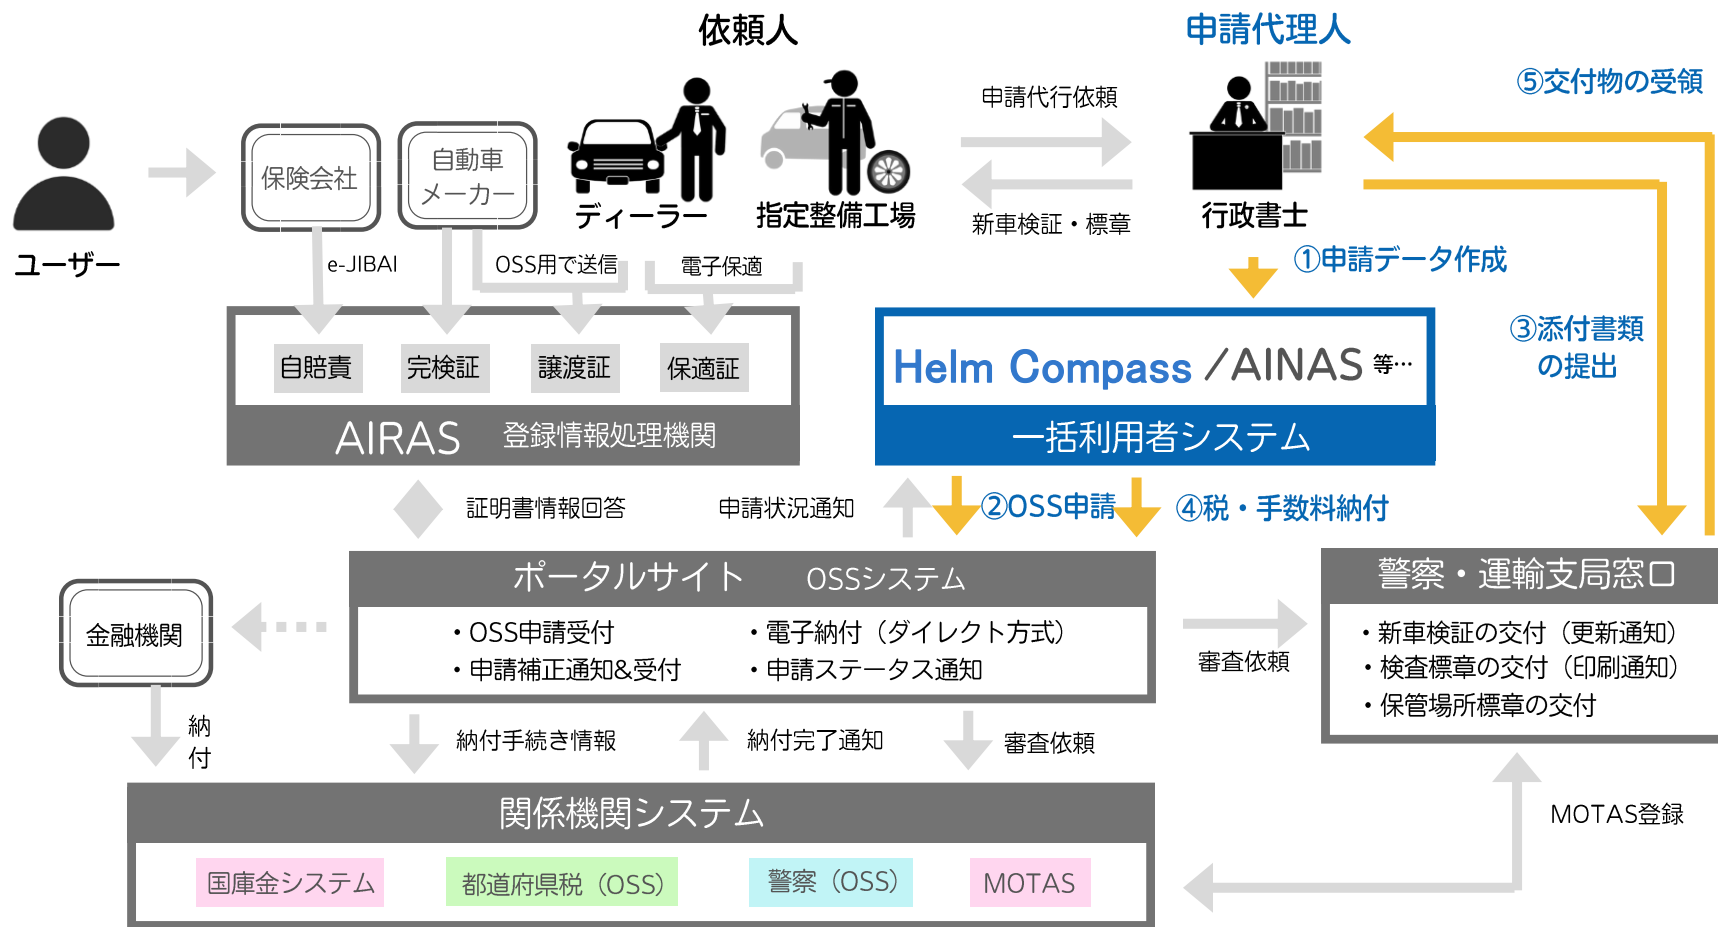 依頼人
申請代理人
⑤交付物の受領
申請代行依頼
保険会社
自動車
メーカー
ユーザー
ディーラー
指定整備工場
新車検証・標章
行政書士
e-JIBAI
OSS用で送信
電子保適
①申請データ作成
自賠責
完検証
譲渡証
保適証
AIRAS 登録情報処理機関
Helm Compass /AINAS 等…
一括利用者システム
③添付書類
の提出
証明書情報回答
申請状況通知
②OSS申請
④税・手数料納付
ポータルサイト OSSシステム
・OSS申請受付
・申請補正通知&受付
・電子納付（ダイレクト方式）
・申請ステータス通知
金融機関
審査依頼
警察・運輸支局窓口
・新車検証の交付（更新通知）
・検査標章の交付（印刷通知）
・保管場所標章の交付
納
付
納付手続き情報
納付完了通知
審査依頼
関係機関システム
国庫金システム
都道府県税（OSS）
警察（OSS）
MOTAS
MOTAS登録